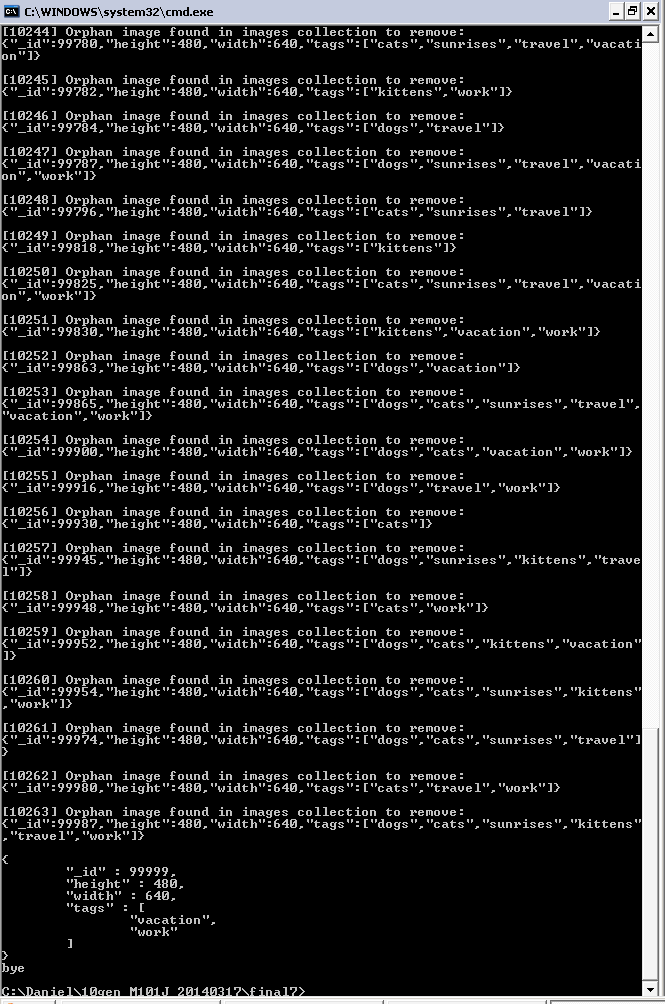 C:\WINDOWS\system32\cmd.exe
[10244] Orphan image found in images collection to remove:
{"_id":99780,"height":480,"width":640,"tags":["cats","sunrises","travel","vacati
on"]}
[10245] Orphan image found in images collection to remove:
{"_id":99782,"height":480,"width":640,"tags":["kittens","work"]}
[10246] Orphan image found in images collection to remove:
{"_id":99784,"height":480,"width":640,"tags":["dogs","travel"]}
[10247] Orphan image found in images collection to remove:
{"_id":99787,"height":480,"width":640,"tags":["dogs","sunrises","travel","vacati
on","work"]}
[10248] Orphan image found in images collection to remove:
{"_id":99796,"height":480,"width":640,"tags":["cats","sunrises","travel"]}
[10249] Orphan image found in images collection to remove:
{"_id":99818,"height":480,"width":640,"tags":["kittens"]}
[10250] Orphan image found in images collection to remove:
{"_id":99825,"height":480,"width":640,"tags":["cats","sunrises","travel","vacati
on","work"]}
[10251] Orphan image found in images collection to remove:
{"_id":99830,"height":480,"width":640,"tags":["kittens","vacation","work"]}
[10252] Orphan image found in images collection to remove:
{"_id":99863,"height":480,"width":640,"tags":["dogs","vacation"]}
[10253] Orphan image found in images collection to remove:
{"_id":99865,"height":480,"width":640,"tags":["dogs","cats","sunrises","travel",
"vacation","work"]}
[10254] Orphan image found in images collection to remove:
{"_id":99900,"height":480,"width":640,"tags":["dogs","cats","vacation","work"]}
[10255] Orphan image found in images collection to remove:
{"_id":99916,"height":480,"width":640,"tags":["dogs","travel","work"]}
[10256] Orphan image found in images collection to remove:
{"_id":99930,"height":480,"width":640,"tags":["cats"]}
[10257] Orphan image found in images collection to remove:
{"_id":99945,"height":480,"width":640,"tags":["dogs","sunrises","kittens","trave
l"]}
[10258] Orphan image found in images collection to remove:
{"_id":99948,"height":480,"width":640,"tags":["cats","work"]}
[10259] Orphan image found in images collection to remove:
{"_id":99952,"height":480,"width":640,"tags":["dogs","cats","kittens","vacation"
]}
[10260] Orphan image found in images collection to remove:
{"_id":99954,"height":480,"width":640,"tags":["dogs","cats","sunrises","kittens"
,"work"]}
[10261] Orphan image found in images collection to remove:
{"_id":99974,"height":480,"width":640,"tags":["dogs","cats","sunrises","travel"]
}
[10262] Orphan image found in images collection to remove:
{"_id":99980,"height":480,"width":640,"tags":["cats","travel","work"]}
[10263] Orphan image found in images collection to remove:
{"_id":99987,"height":480,"width":640,"tags":["dogs","cats","sunrises","kittens"
,"travel","work"]}
{
"_id" : 99999,
"height" : 480,
"width" : 640,
"tags" : [
"vacation",
"work"
]
}
bye
C:\Daniel\10gen_M101J_20140317\final7>